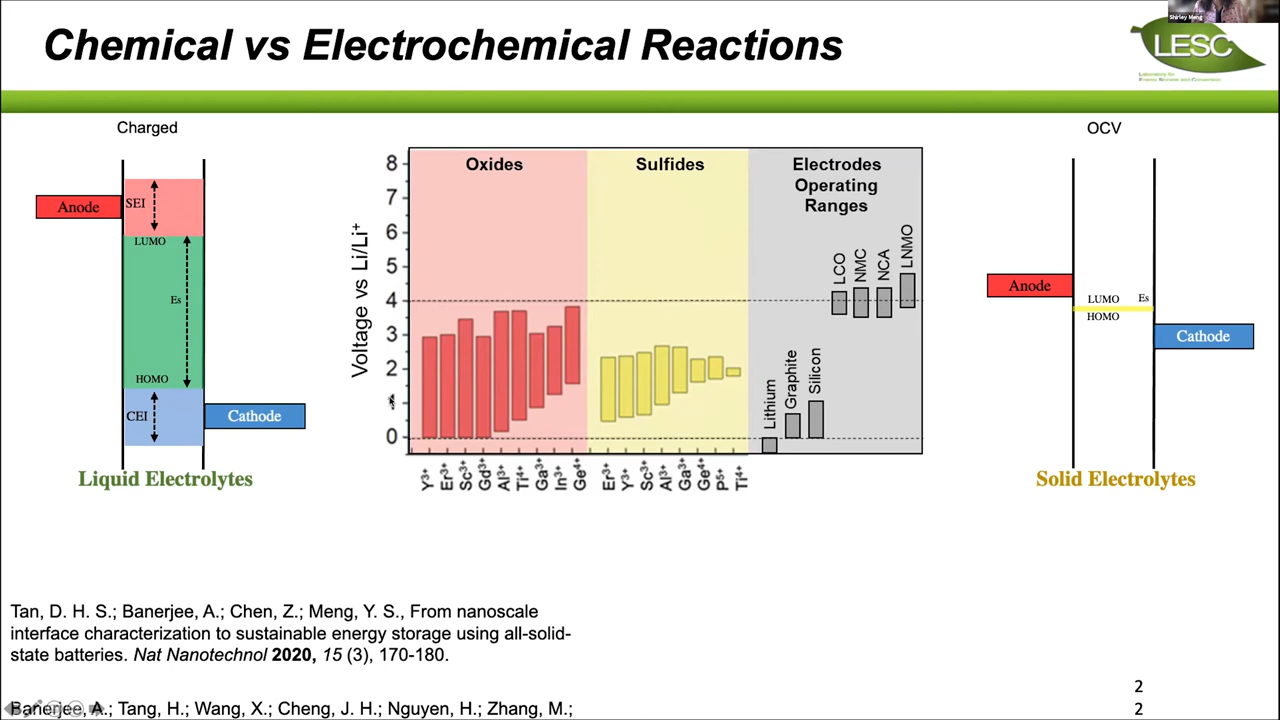 Shirley Meng
Chemical vs Electrochemical Reactions
LESC
Charged
OCV
Anode
SEI
LUMO
Es
HOMO
CEI
Cathode
Liquid Electrolytes
Voltage vs Li/Li⁺
8
7
6
5
4
3
2
1
0
Oxides
Sulfides
Electrodes
Operating
Ranges
Lithium
Graphite
Silicon
LCO
NMC
NCA
LNMO
Y³⁺
Er³⁺
Sc³⁺
Gd³⁺
Al³⁺
Ti⁴⁺
Ga³⁺
In³⁺
Ge⁴⁺
Er³⁺
Y³⁺
Sc³⁺
Al³⁺
Ga³⁺
Ge⁴⁺
P⁵⁺
Ti⁴⁺
Anode
LUMO Es
HOMO
Cathode
Solid Electrolytes
Tan, D. H. S.; Banerjee, A.; Chen, Z.; Meng, Y. S., From nanoscale
interface characterization to sustainable energy storage using all-solid-
state batteries. Nat Nanotechnol 2020, 15 (3), 170-180.
Banerjee, A.; Tang, H.; Wang, X.; Cheng, J. H.; Nguyen, H.; Zhang, M.;
2
2